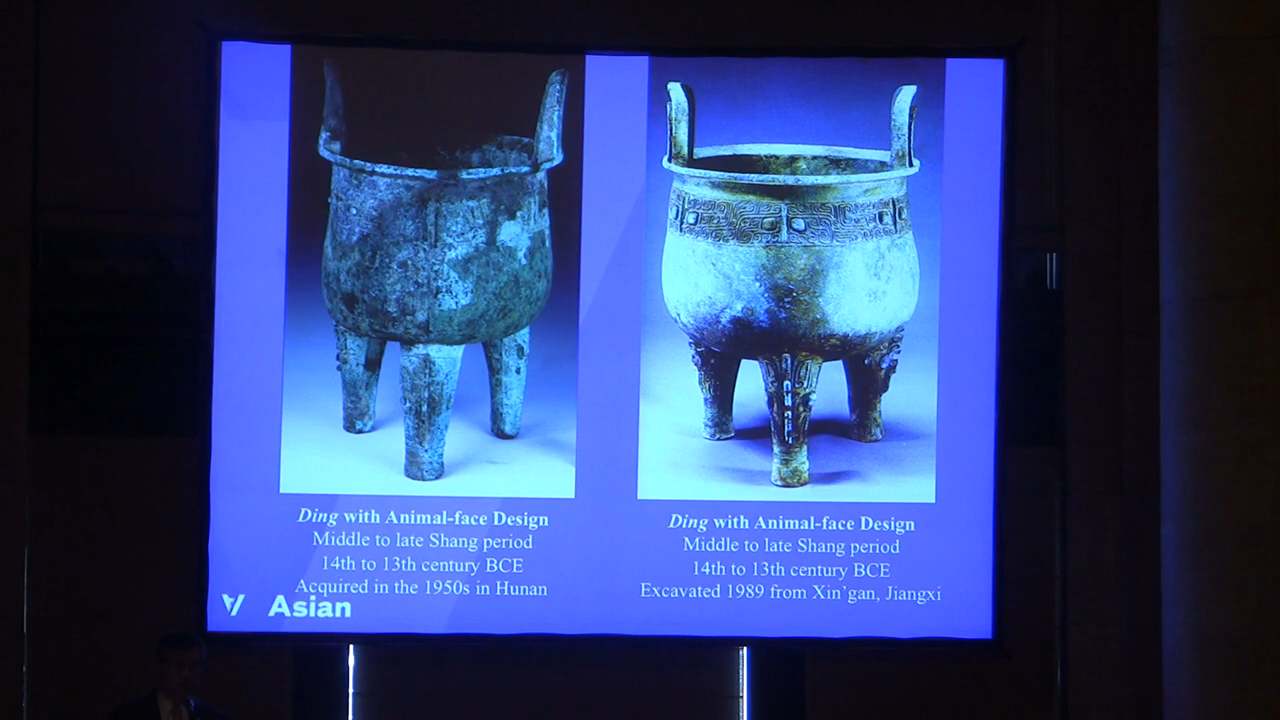 Ding with Animal-face Design
Middle to late Shang period
14th to 13th century BCE
Acquired in the 1950s in Hunan
Ding with Animal-face Design
Middle to late Shang period
14th to 13th century BCE
Excavated 1989 from Xin'gan, Jiangxi
Asian